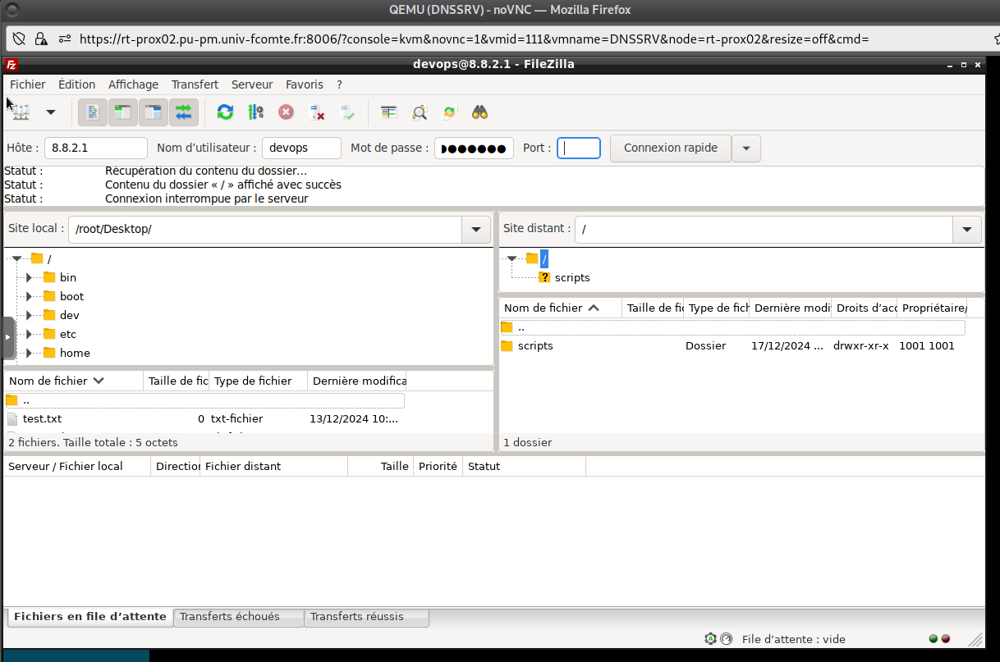 QEMU (DNSSRV) - noVNC — Mozilla Firefox
https://rt-prox02.pu-pm.univ-fcomte.fr:8006/?console=kvm&novnc=1&vmid=111&vmname=DNSSRV&node=rt-prox02&resize=off&cmd=
Fz devops@8.8.2.1 - FileZilla
Fichier Édition Affichage Transfert Serveur Favoris ?
Hôte : 8.8.2.1 Nom d’utilisateur : devops Mot de passe : ●●●●●●● Port : Connexion rapide
Statut : Récupération du contenu du dossier...
Statut : Contenu du dossier « / » affiché avec succès
Statut : Connexion interrompue par le serveur
Site local : /root/Desktop/
/
bin
boot
dev
etc
home
Nom de fichier Taille de fic Type de fichier Dernière modifica
..
test.txt 0 txt-fichier 13/12/2024 10:...
2 fichiers. Taille totale : 5 octets
Site distant : /
/
? scripts
Nom de fichier Taille de fic Type de fich Dernière modi Droits d’acc Propriétaire/
..
scripts Dossier 17/12/2024 ... drwxr-xr-x 1001 1001
1 dossier
Serveur / Fichier local Direction Fichier distant Taille Priorité Statut
Fichiers en file d’attente Transferts échoués Transferts réussis
File d’attente : vide